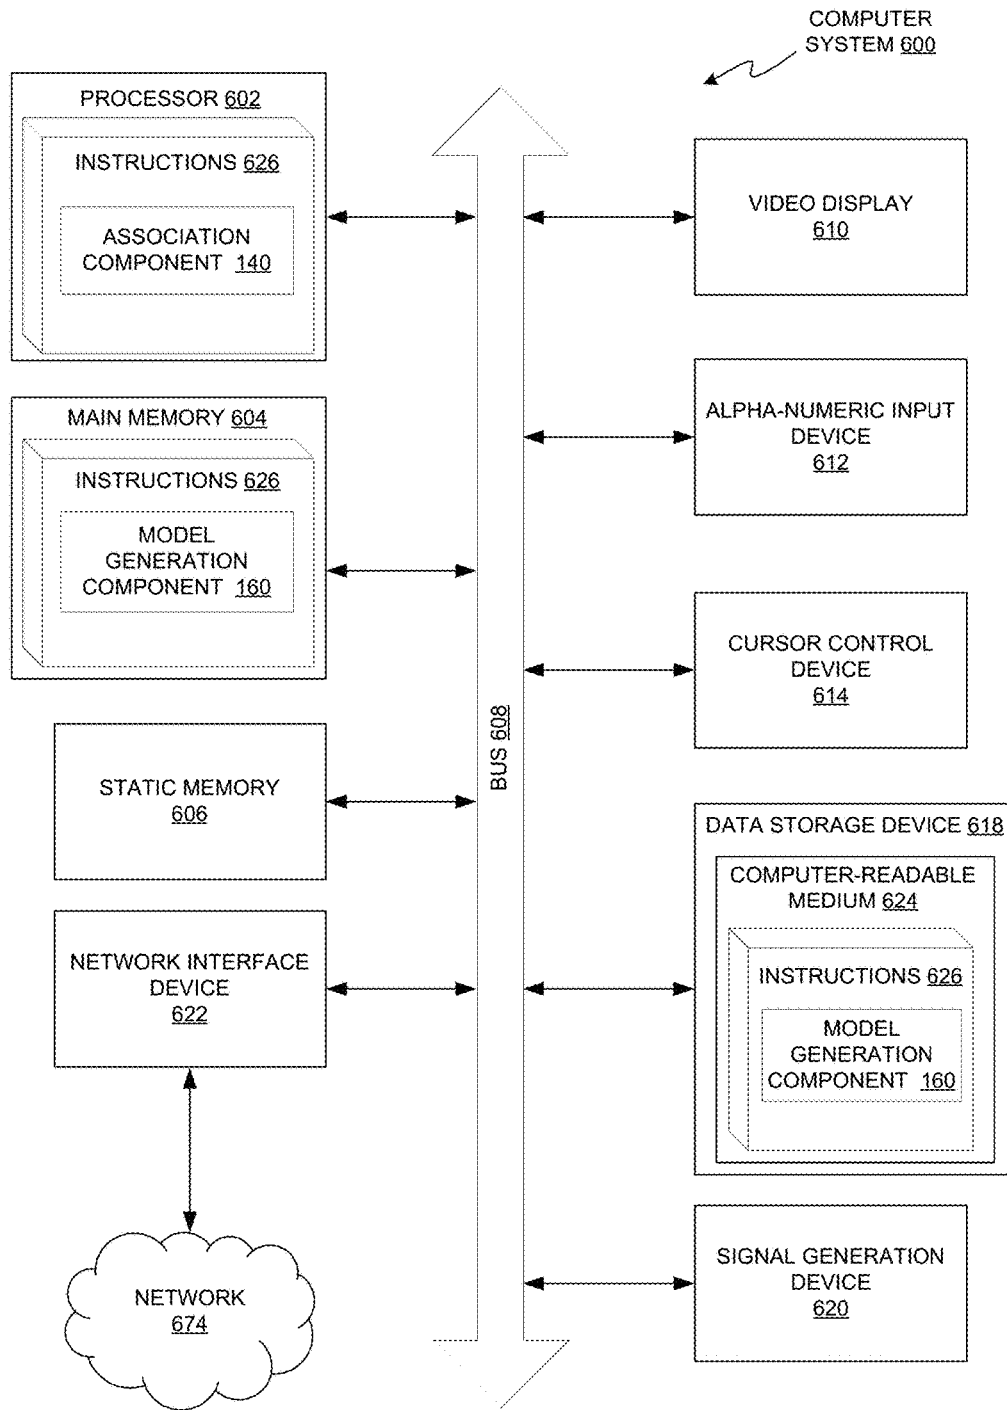 COMPUTER
SYSTEM 600
PROCESSOR 602
INSTRUCTIONS 626
ASSOCIATION
COMPONENT 140
MAIN MEMORY 604
INSTRUCTIONS 626
MODEL
GENERATION
COMPONENT 160
STATIC MEMORY
606
NETWORK INTERFACE
DEVICE
622
NETWORK
674
BUS 608
VIDEO DISPLAY
610
ALPHA-NUMERIC INPUT
DEVICE
612
CURSOR CONTROL
DEVICE
614
DATA STORAGE DEVICE 618
COMPUTER-READABLE
MEDIUM 624
INSTRUCTIONS 626
MODEL
GENERATION
COMPONENT 160
SIGNAL GENERATION
DEVICE
620